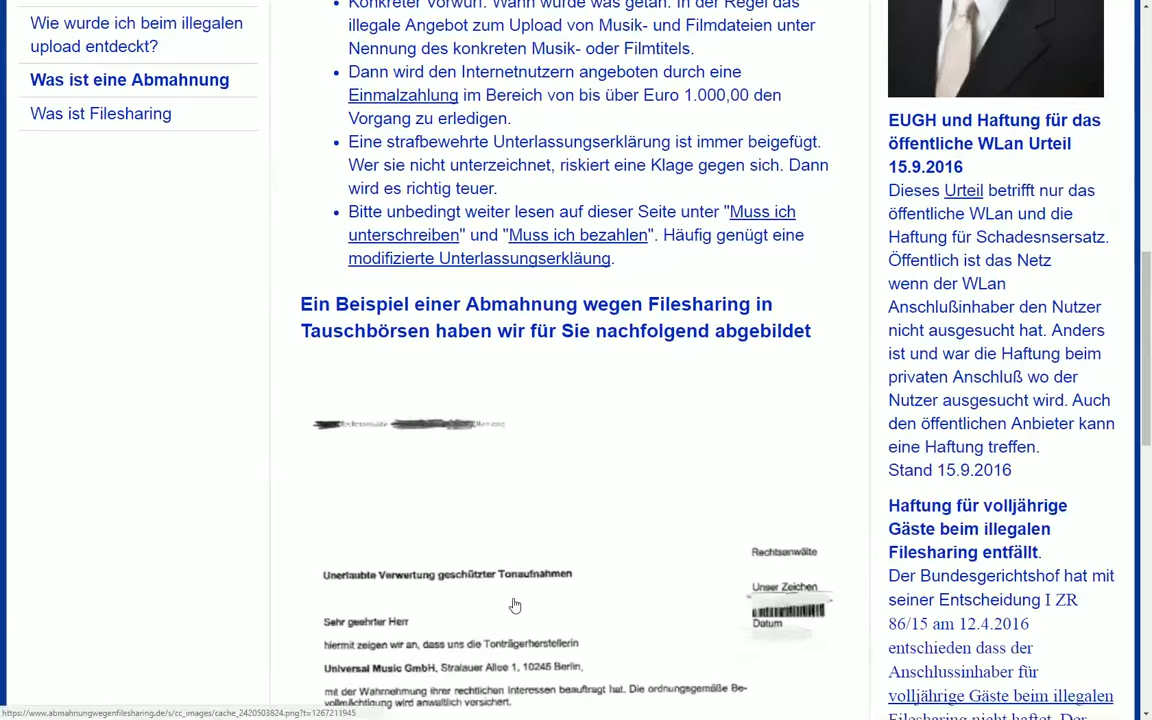 Wie wurde ich beim illegalen
upload entdeckt?
Was ist eine Abmahnung
Was ist Filesharing
Konkreter Vorwurf. Wann wurde was getan. In der Regel das
illegale Angebot zum Upload von Musik- und Filmdateien unter
Nennung des konkreten Musik- oder Filmtitels.
Dann wird den Internetnutzern angeboten durch eine
Einmalzahlung im Bereich von bis über Euro 1.000,00 den
Vorgang zu erledigen.
Eine strafbewehrte Unterlassungserklärung ist immer beigefügt.
Wer sie nicht unterzeichnet, riskiert eine Klage gegen sich. Dann
wird es richtig teuer.
Bitte unbedingt weiter lesen auf dieser Seite unter "Muss ich
unterschreiben" und "Muss ich bezahlen". Häufig genügt eine
modifizierte Unterlassungserkläung.
Ein Beispiel einer Abmahnung wegen Filesharing in
Tauschbörsen haben wir für Sie nachfolgend abgebildet
Rechtsanwälte
Unerlaubte Verwertung geschützter Tonaufnahmen
Unser Zeichen
Datum
Sehr geehrter Herr
hiermit zeigen wir an, dass uns die Tonträgerherstellerin
Universal Music GmbH, Stralauer Allee 1, 10245 Berlin,
mit der Wahrnehmung ihrer rechtlichen Interessen beauftragt hat. Die ordnungsgemäße Be-
vollmächtigung wird anwaltlich versichert.
EUGH und Haftung für das
öffentliche WLan Urteil
15.9.2016
Dieses Urteil betrifft nur das
öffentliche WLan und die
Haftung für Schadesnsersatz.
Öffentlich ist das Netz
wenn der WLan
Anschlußinhaber den Nutzer
nicht ausgesucht hat. Anders
ist und war die Haftung beim
privaten Anschluß wo der
Nutzer ausgesucht wird. Auch
den öffentlichen Anbieter kann
eine Haftung treffen.
Stand 15.9.2016
Haftung für volljährige
Gäste beim illegalen
Filesharing entfällt.
Der Bundesgerichtshof hat mit
seiner Entscheidung I ZR
86/15 am 12.4.2016
entschieden dass der
Anschlussinhaber für
volljährige Gäste beim illegalen
Filesharing nicht haftet. Der
https://www.abmahnungwegenfilesharing.de/s/cc_images/cache_2420503824.png?t=1267211945